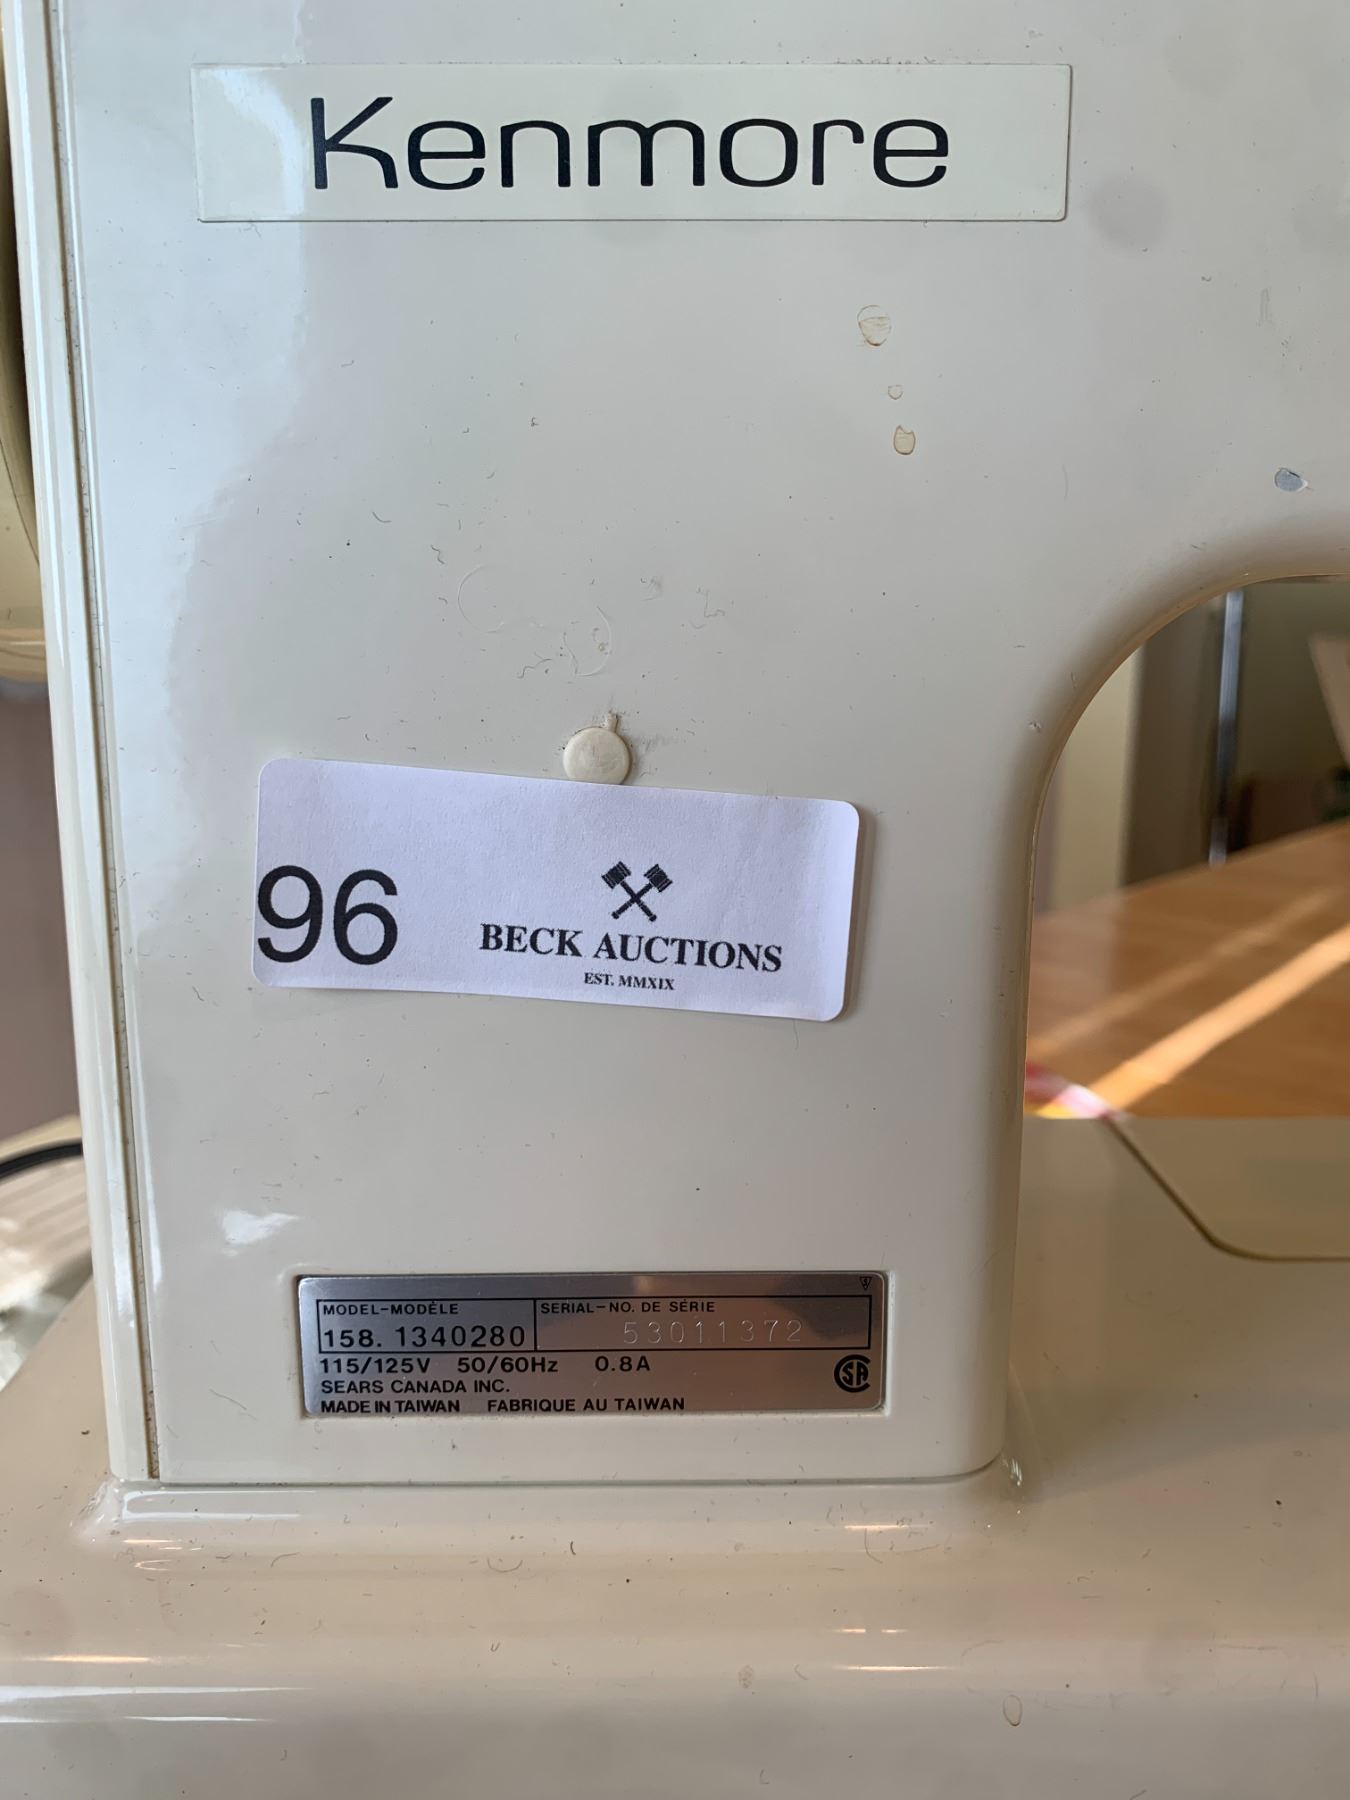 Kenmore
96
BECK AUCTIONS
EST. MMXIX
MODEL-MODÈLE
158. 1340280
SERIAL-NO. DE SÉRIE
53011372
115/125V 50/60Hz 0.8A
SEARS CANADA INC.
MADE IN TAIWAN FABRIQUE AU TAIWAN
SA